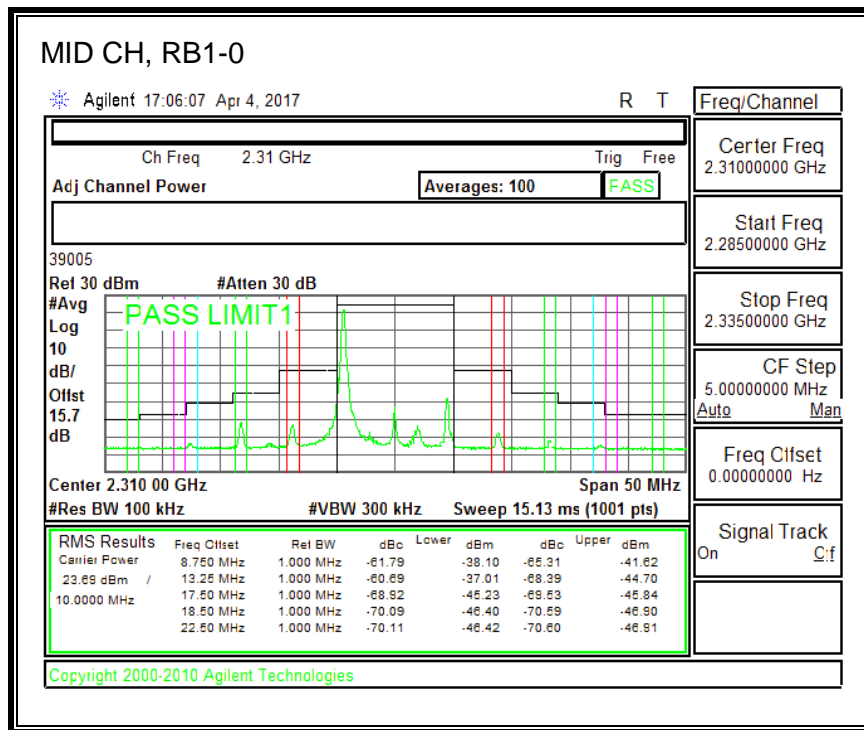 MID CH, RB1-0
Agilent 17:06:07 Apr 4, 2017 R T
Freq/Channel
Ch Freq 2.31 GHz Trig Free
Adj Channel Power Averages: 100 PASS
39005
Ref 30 dBm #Atten 30 dB
#Avg
Log
10
dB/
Offst
15.7
dB
PASS LIMIT1
Center 2.310 00 GHz Span 50 MHz
#Res BW 100 kHz #VBW 300 kHz Sweep 15.13 ms (1001 pts)
RMS Results Freq Offset Ref BW dBc Lower dBm dBc Upper dBm
Carrier Power 8.750 MHz 1.000 MHz -61.79 -38.10 -65.31 -41.62
23.69 dBm / 13.25 MHz 1.000 MHz -60.69 -37.01 -68.39 -44.70
10.0000 MHz 17.50 MHz 1.000 MHz -68.92 -45.23 -69.53 -45.84
18.50 MHz 1.000 MHz -70.09 -46.40 -70.59 -46.90
22.50 MHz 1.000 MHz -70.11 -46.42 -70.60 -46.91
Copyright 2000-2010 Agilent Technologies
Center Freq
2.31000000 GHz
Start Freq
2.28500000 GHz
Stop Freq
2.33500000 GHz
CF Step
5.00000000 MHz
Auto Man
Freq Offset
0.00000000 Hz
Signal Track
On Off